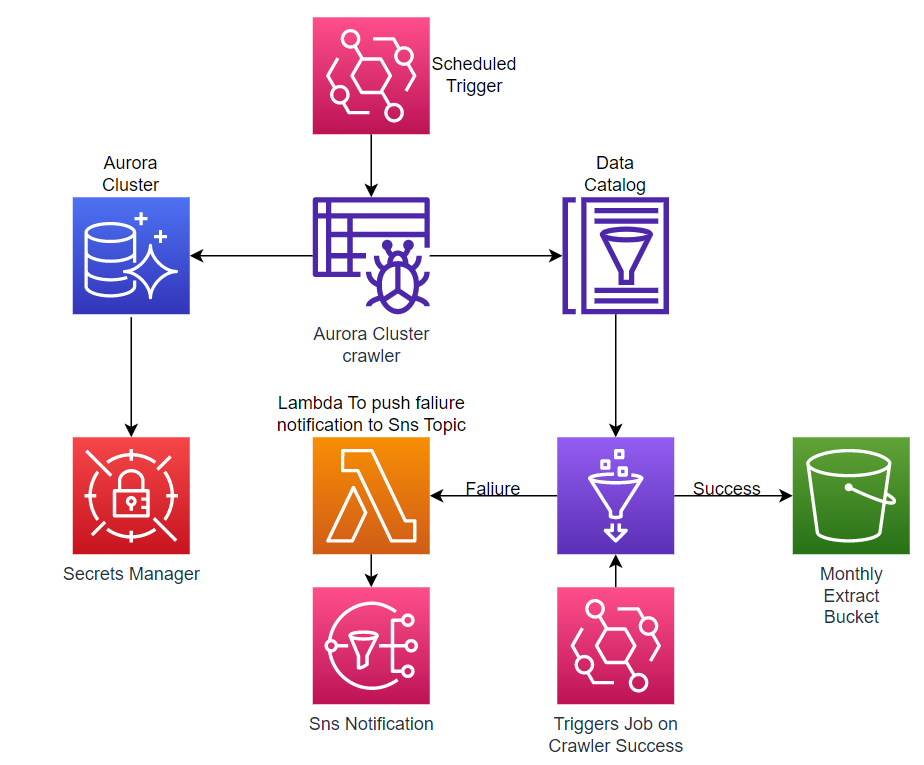 Scheduled
Trigger
Aurora
Cluster
Data
Catalog
Aurora Cluster
crawler
Lambda To push faliure
notification to Sns Topic
Faliure
Success
Secrets Manager
Monthly
Extract
Bucket
Sns Notification
Triggers Job on
Crawler Success